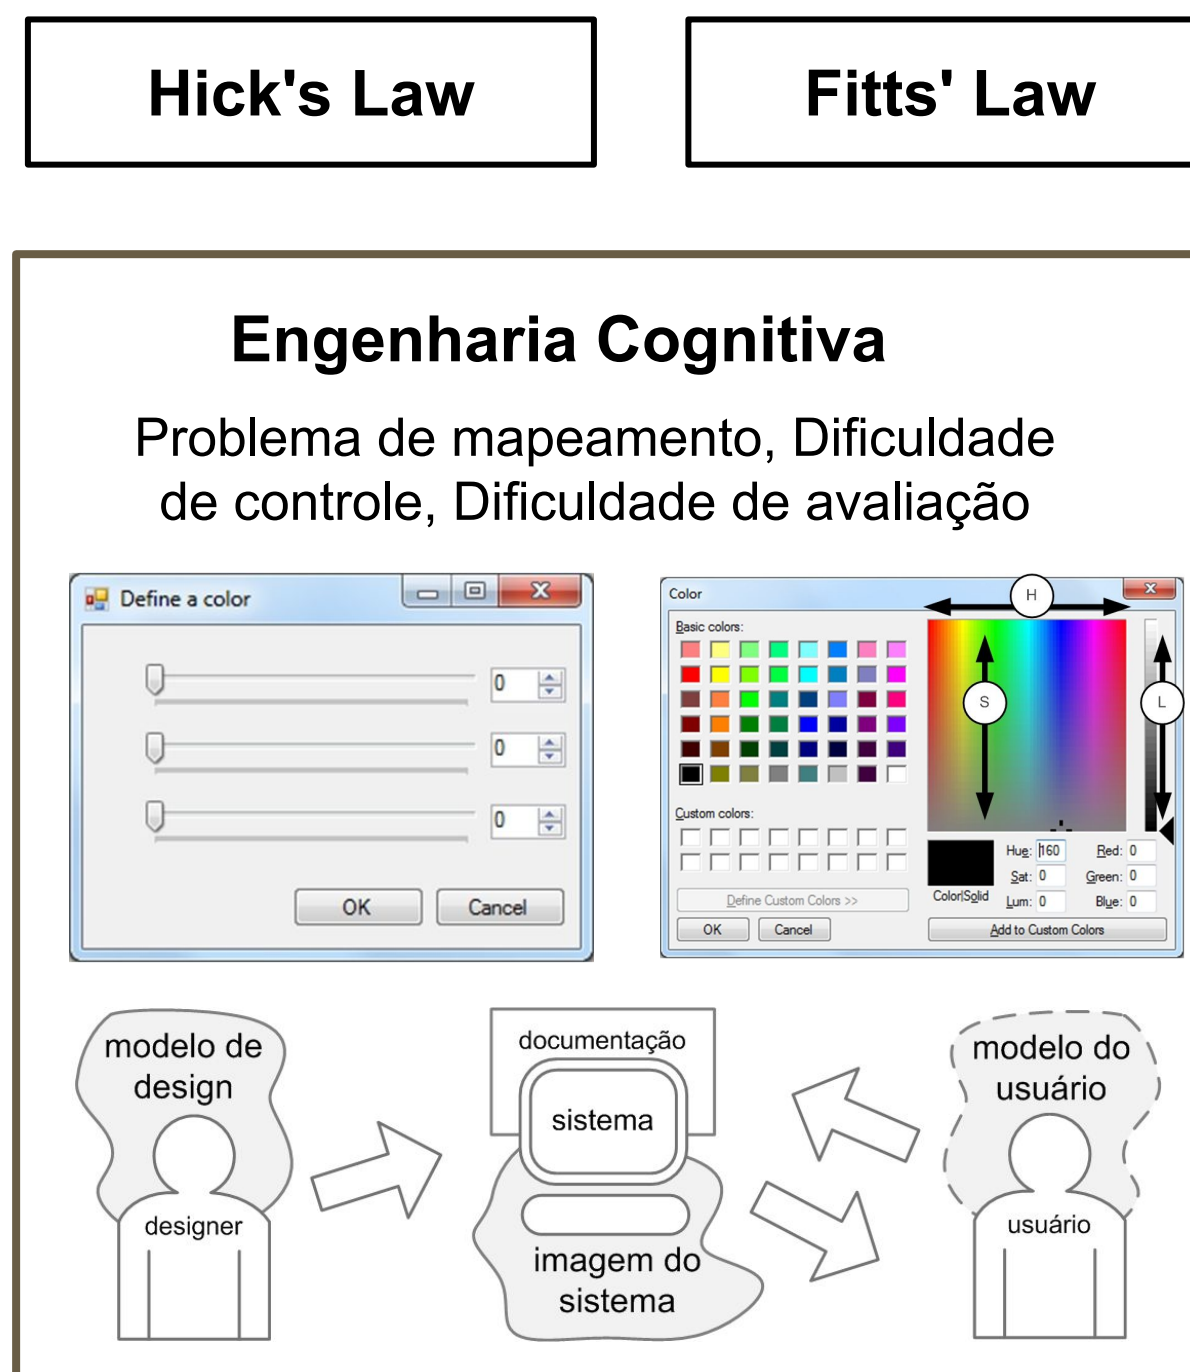 Hick's Law
Fitts' Law
Engenharia Cognitiva
Problema de mapeamento, Dificuldade
de controle, Dificuldade de avaliação
Define a color
0
0
0
OK Cancel
Color
Basic colors:
H
S
L
Custom colors:
Define Custom Colors >>
OK Cancel
Color|Solid
Hue: 160 Red: 0
Sat: 0 Green: 0
Lum: 0 Blue: 0
Add to Custom Colors
modelo de
design
designer
documentação
sistema
imagem do
sistema
modelo do
usuário
usuário